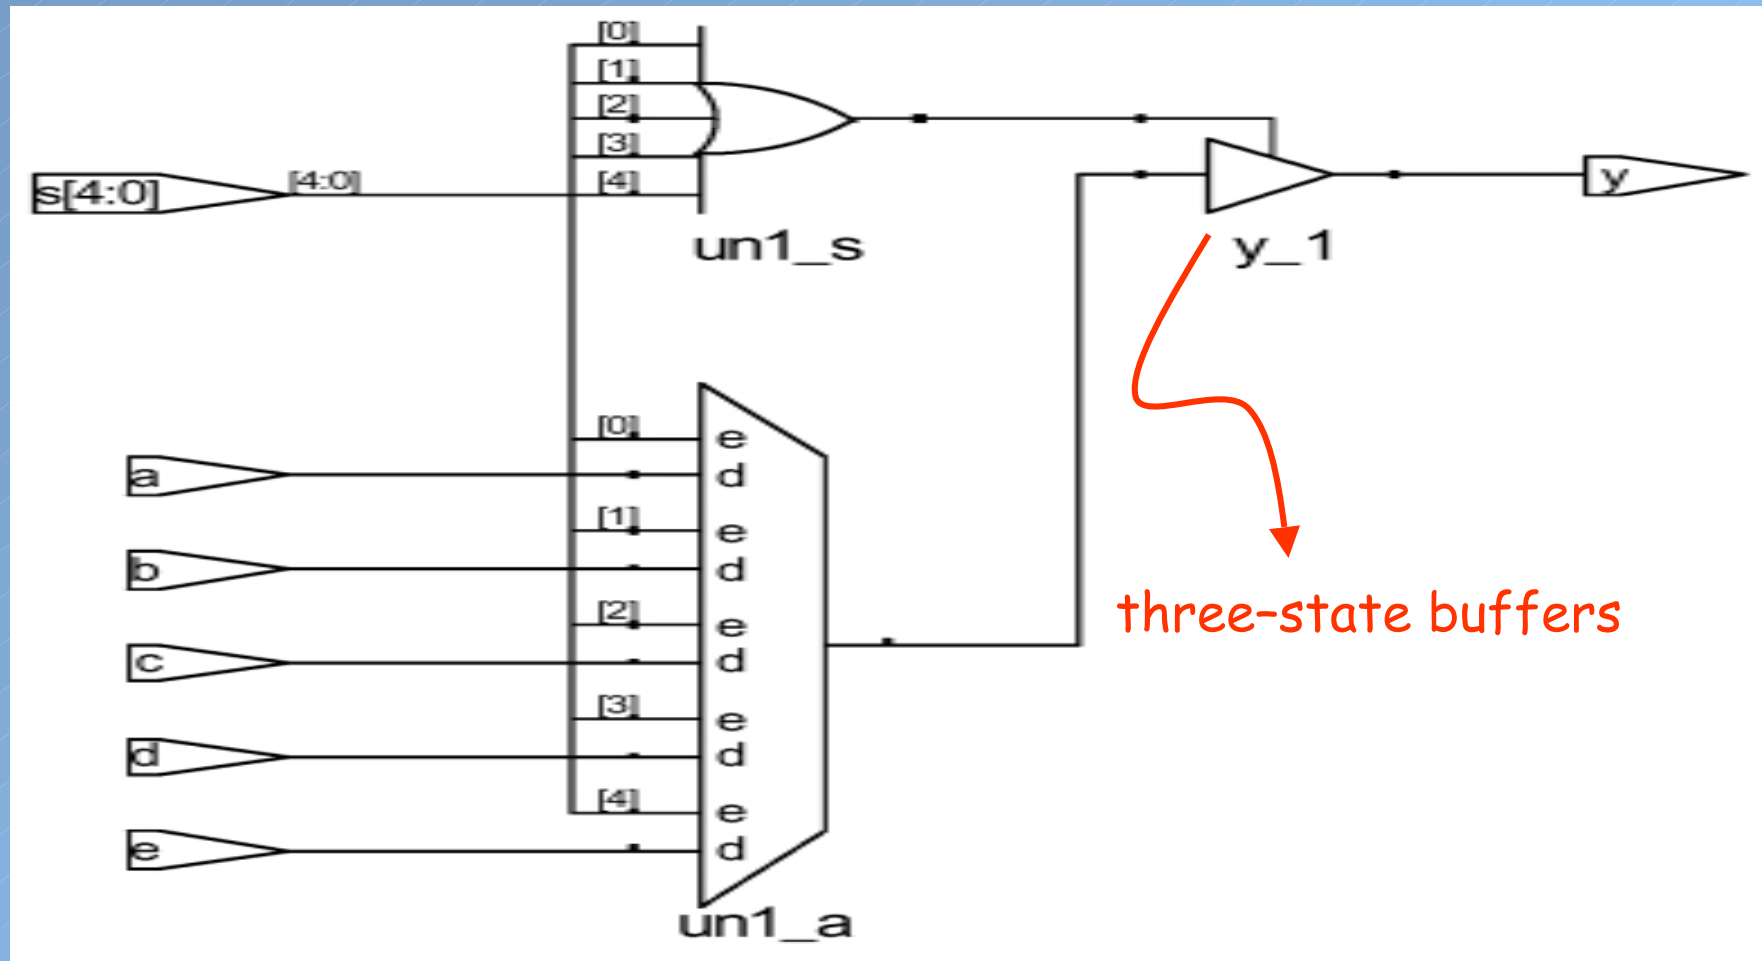 [0]
[1]
[2]
[3]
s[4:0] [4:0] [4]
y
un1_s
y_1
[0]
e
a
d
[1]
e
b
d
[2]
e
c
d
three-state buffers
[3]
e
d
d
[4]
e
e
d
un1_a